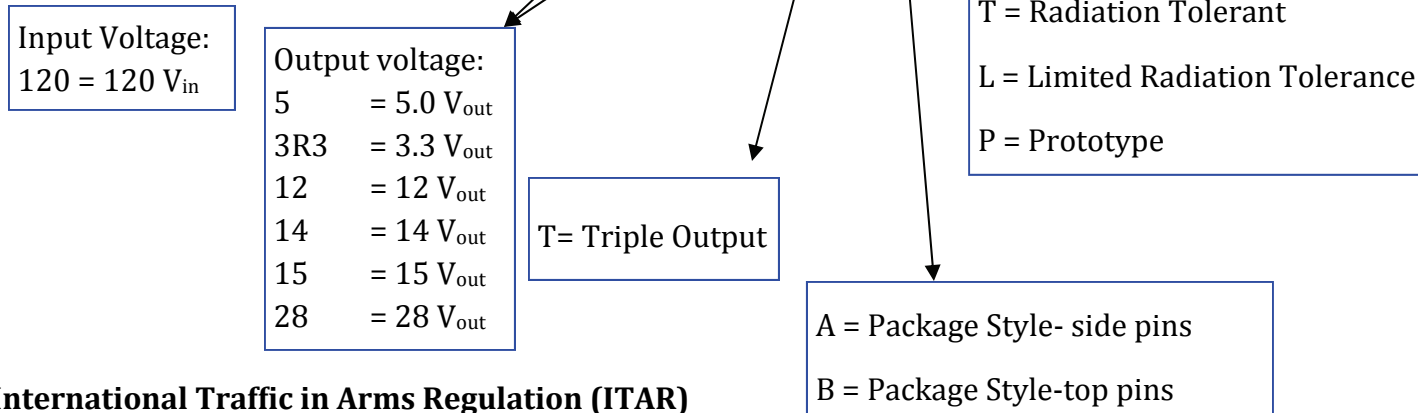 Input Voltage:
120 = 120 Vin
Output voltage:
5 = 5.0 Vout
3R3 = 3.3 Vout
12 = 12 Vout
14 = 14 Vout
15 = 15 Vout
28 = 28 Vout
T= Triple Output
T = Radiation Tolerant
L = Limited Radiation Tolerance
P = Prototype
A = Package Style- side pins
B = Package Style-top pins
International Traffic in Arms Regulation (ITAR)